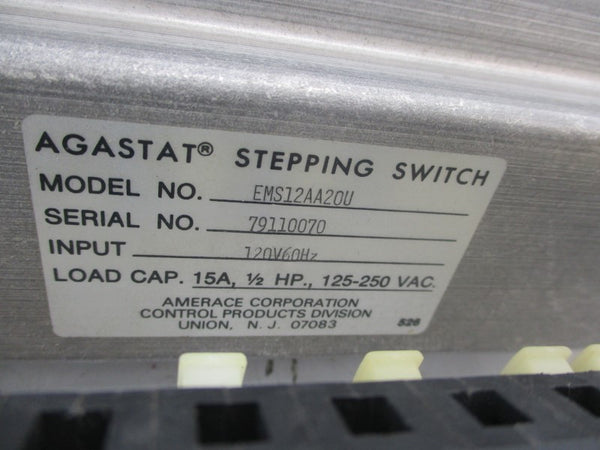 AGASTAT® STEPPING SWITCH
MODEL NO. EMS12AA20U
SERIAL NO. 79110070
INPUT 120V60Hz
LOAD CAP. 15A, ½ HP., 125-250 VAC.
AMERACE CORPORATION
CONTROL PRODUCTS DIVISION
UNION, N. J. 07083 526